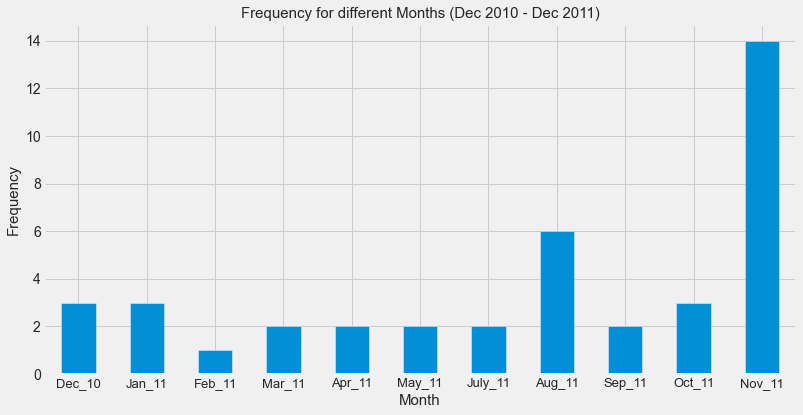 Frequency for different Months (Dec 2010 - Dec 2011)
14
12
10
8
6
4
2
0
Frequency
Dec_10 Jan_11 Feb_11 Mar_11 Apr_11 May_11 July_11 Aug_11 Sep_11 Oct_11 Nov_11
Month